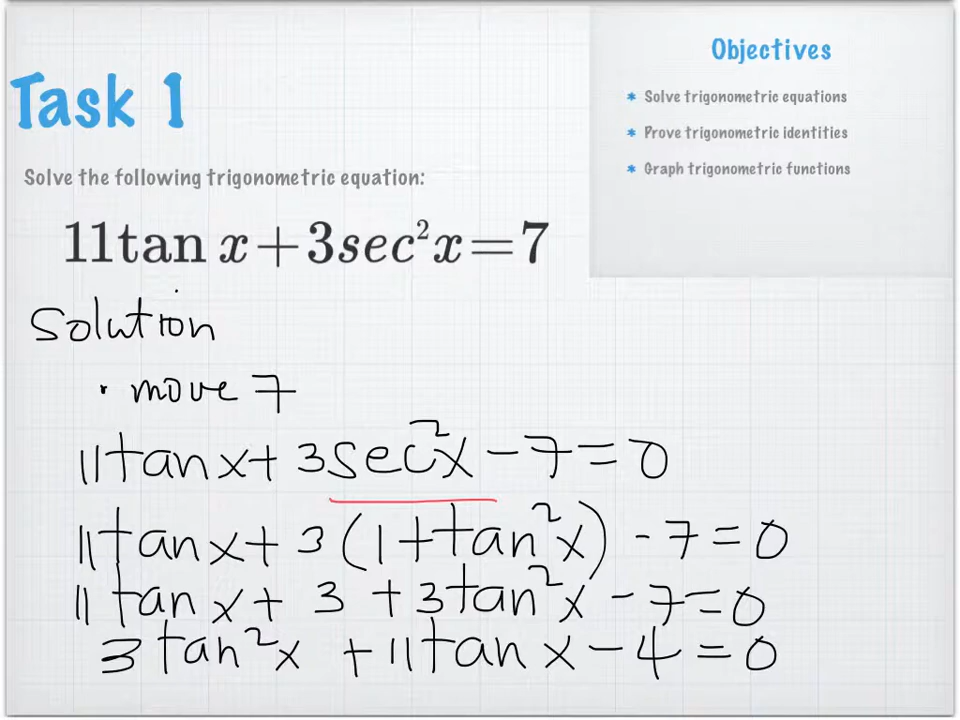 Objectives
Task 1
* Solve trigonometric equations
* Prove trigonometric identities
* Graph trigonometric functions
Solve the following trigonometric equation:
11tan x+3sec²x=7
Solution
• move 7
11tanx+ 3sec²x -7=0
11tanx+ 3(1+tan²x) -7=0
11tanx+ 3 +3tan²x -7=0
3tan²x +11tanx -4=0